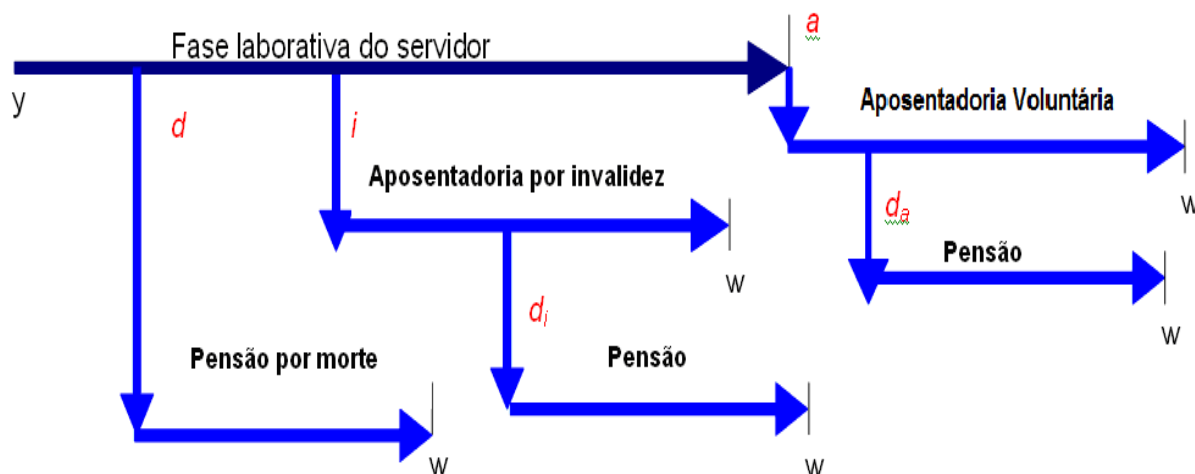 a
Fase laborativa do servidor
y
d
i
Aposentadoria Voluntária
w
Aposentadoria por invalidez
w
da
Pensão
w
di
Pensão por morte
w
Pensão
w